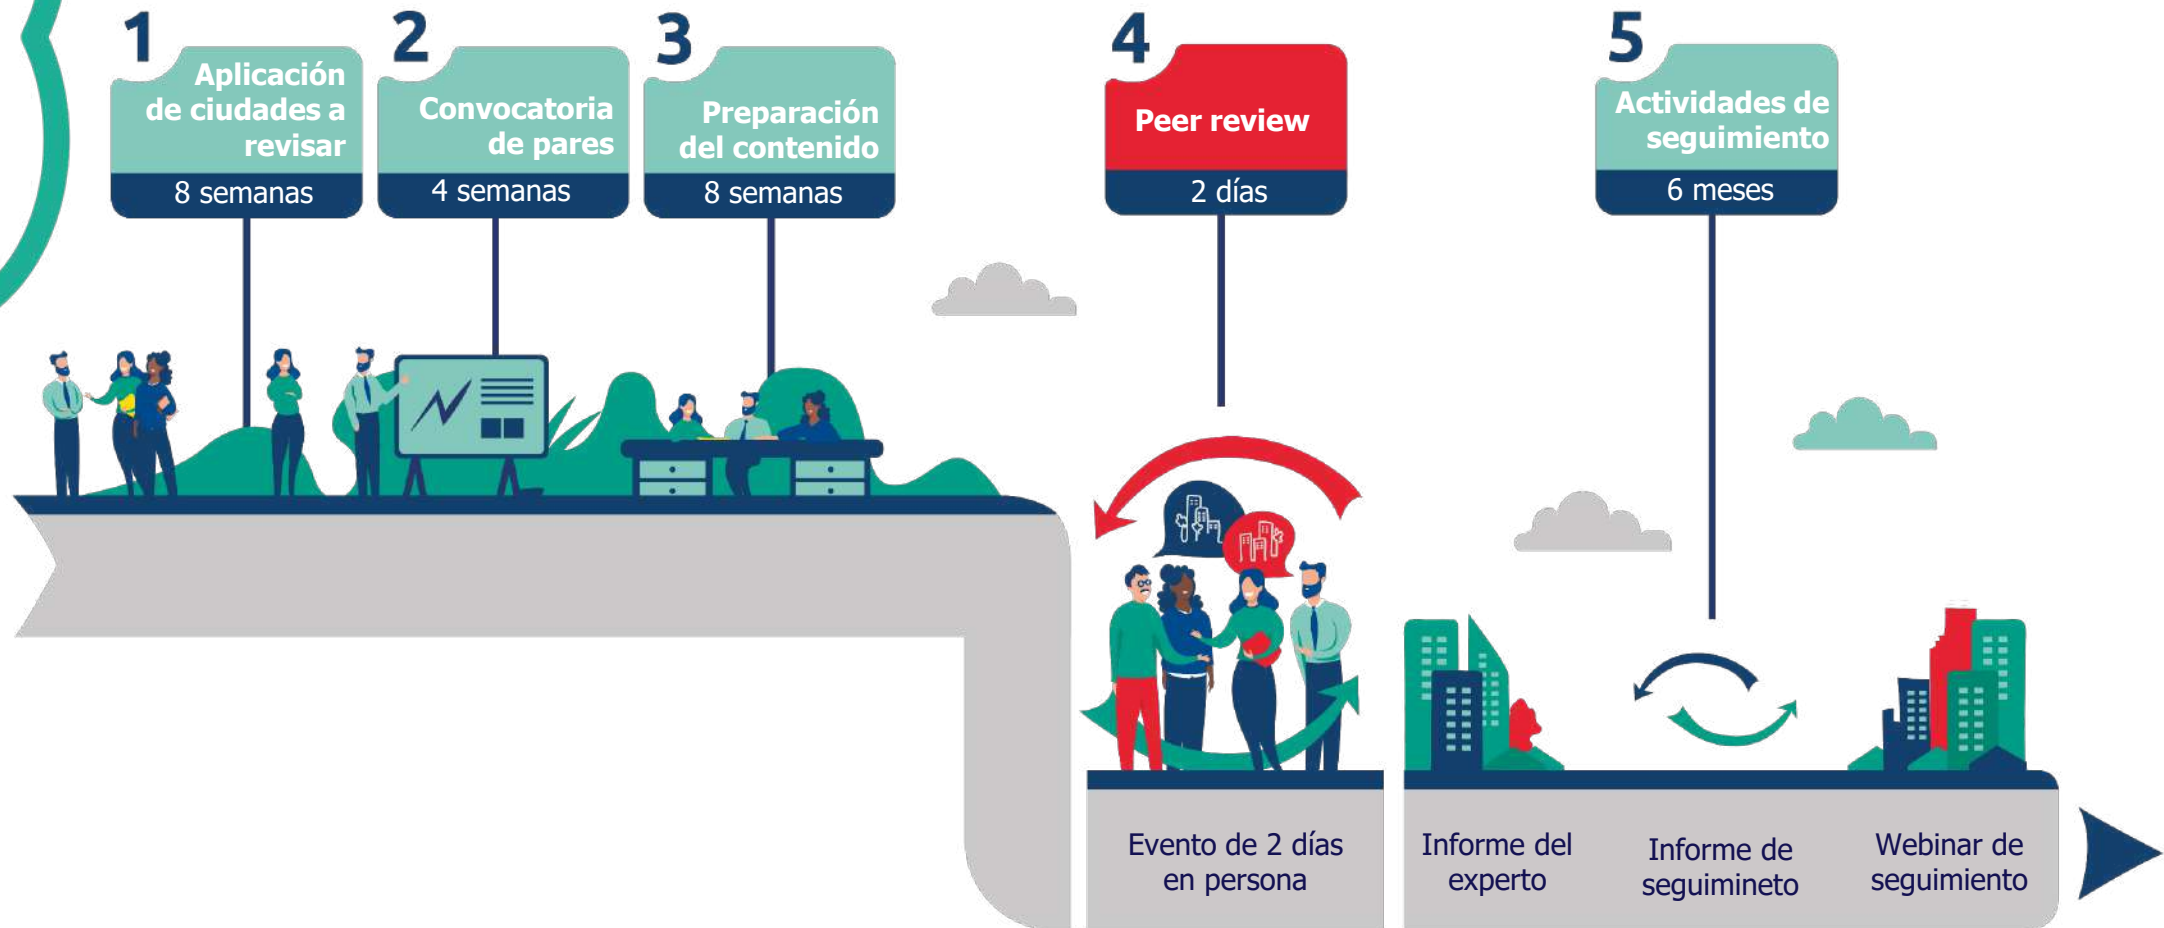 1
Aplicación
de ciudades a
revisar
8 semanas
2
Convocatoria
de pares
4 semanas
3
Preparación
del contenido
8 semanas
4
Peer review
2 días
5
Actividades de
seguimiento
6 meses
Evento de 2 días
en persona
Informe del
experto
Informe de
seguimineto
Webinar de
seguimiento